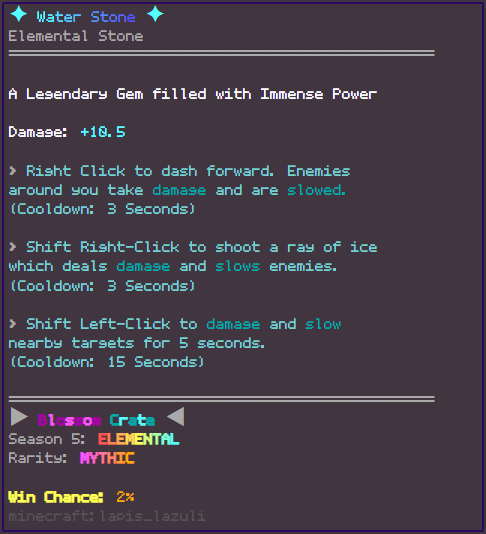 ✦ Water Stone ✦
Elemental Stone
A Legendary Gem filled with Immense Power
Damage: +10.5
> Right Click to dash forward. Enemies
around you take damage and are slowed.
(Cooldown: 3 Seconds)
> Shift Right-Click to shoot a ray of ice
which deals damage and slows enemies.
(Cooldown: 3 Seconds)
> Shift Left-Click to damage and slow
nearby targets for 5 seconds.
(Cooldown: 15 Seconds)
▶ Blossom Crate ◀
Season 5: ELEMENTAL
Rarity: MYTHIC
Win Chance: 2%
minecraft:lapis_lazuli